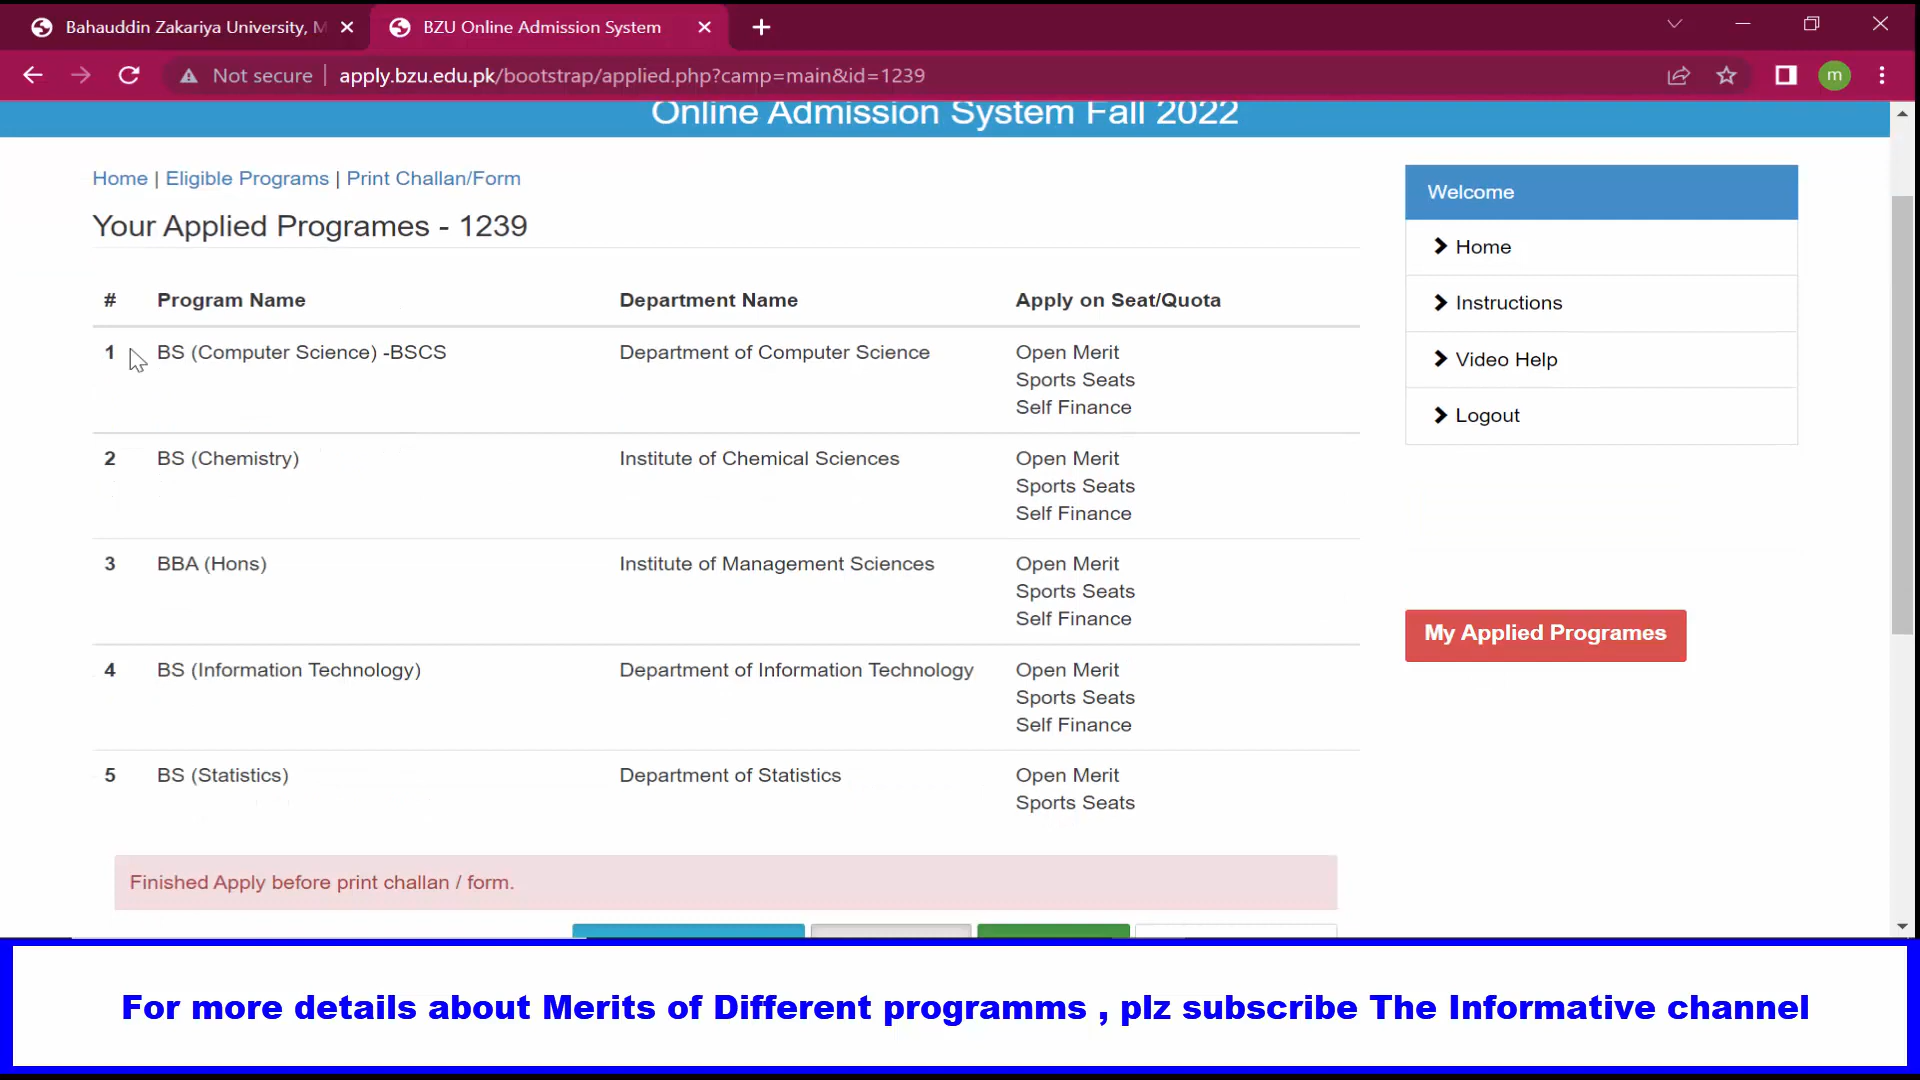 Bahauddin Zakariya University, M
BZU Online Admission System
Not secure
apply.bzu.edu.pk/bootstrap/applied.php?camp=main&id=1239
m
Online Admission System Fall 2022
Home | Eligible Programs | Print Challan/Form
Your Applied Programes - 1239
# Program Name Department Name Apply on Seat/Quota
1 BS (Computer Science) -BSCS Department of Computer Science Open Merit
Sports Seats
Self Finance
2 BS (Chemistry) Institute of Chemical Sciences Open Merit
Sports Seats
Self Finance
3 BBA (Hons) Institute of Management Sciences Open Merit
Sports Seats
Self Finance
4 BS (Information Technology) Department of Information Technology Open Merit
Sports Seats
Self Finance
5 BS (Statistics) Department of Statistics Open Merit
Sports Seats
Finished Apply before print challan / form.
Welcome
Home
Instructions
Video Help
Logout
My Applied Programes
For more details about Merits of Different programms , plz subscribe The Informative channel